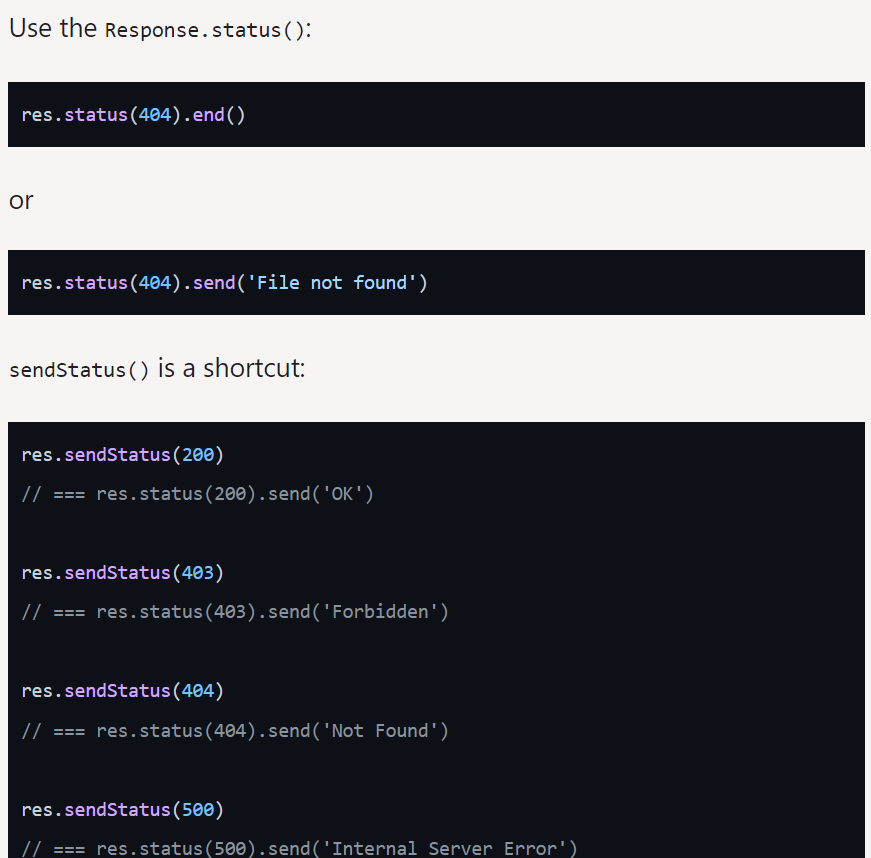 Use the Response.status():
res.status(404).end()
or
res.status(404).send('File not found')
sendStatus() is a shortcut:
res.sendStatus(200)
// === res.status(200).send('OK')
res.sendStatus(403)
// === res.status(403).send('Forbidden')
res.sendStatus(404)
// === res.status(404).send('Not Found')
res.sendStatus(500)
// === res.status(500).send('Internal Server Error')